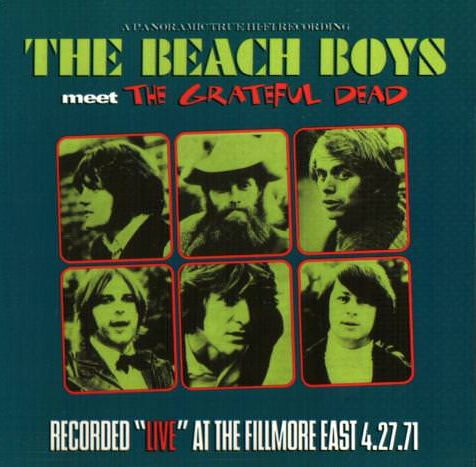 A PANORAMIC TRUE HI-FI RECORDING
THE BEACH BOYS
meet THE GRATEFUL DEAD
RECORDED "LIVE" AT THE FILLMORE EAST 4.27.71